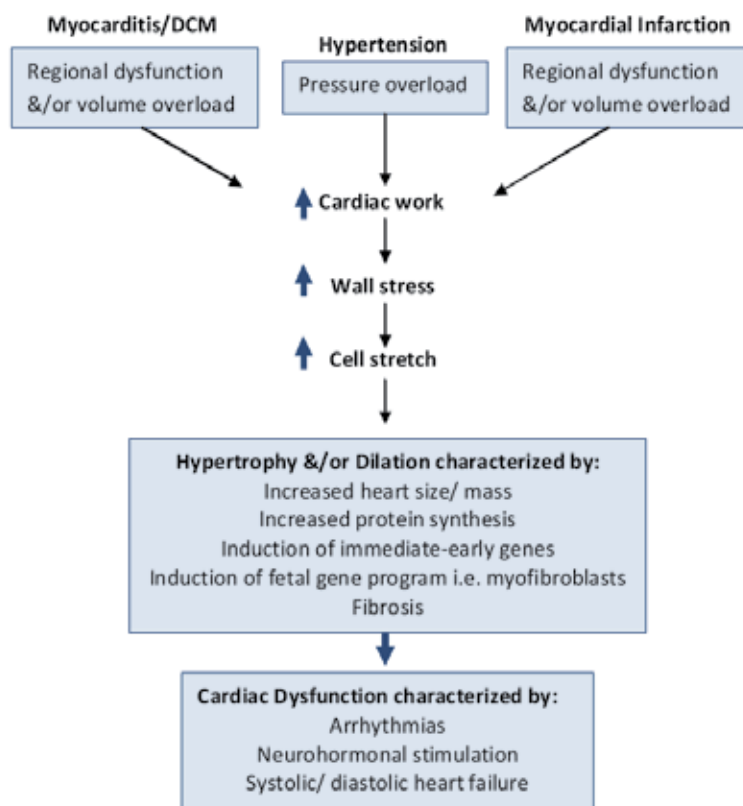 Myocarditis/DCM
Hypertension
Myocardial Infarction
Regional dysfunction
&/or volume overload
Pressure overload
Regional dysfunction
&/or volume overload
Cardiac work
Wall stress
Cell stretch
Hypertrophy &/or Dilation characterized by:
Increased heart size/ mass
Increased protein synthesis
Induction of immediate-early genes
Induction of fetal gene program i.e. myofibroblasts
Fibrosis
Cardiac Dysfunction characterized by:
Arrhythmias
Neurohormonal stimulation
Systolic/ diastolic heart failure